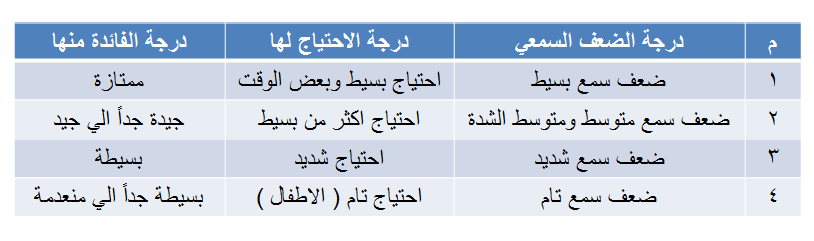 م درجة الضعف السمعي درجة الاحتياج لها درجة الفائدة منها
١ ضعف سمع بسيط احتياج بسيط وبعض الوقت ممتازة
٢ ضعف سمع متوسط ومتوسط الشدة احتياج اكثر من بسيط جيدة جداً الي جيد
٣ ضعف سمع شديد احتياج شديد بسيطة
٤ ضعف سمع تام احتياج تام ( الاطفال ) بسيطة جداً الي منعدمة